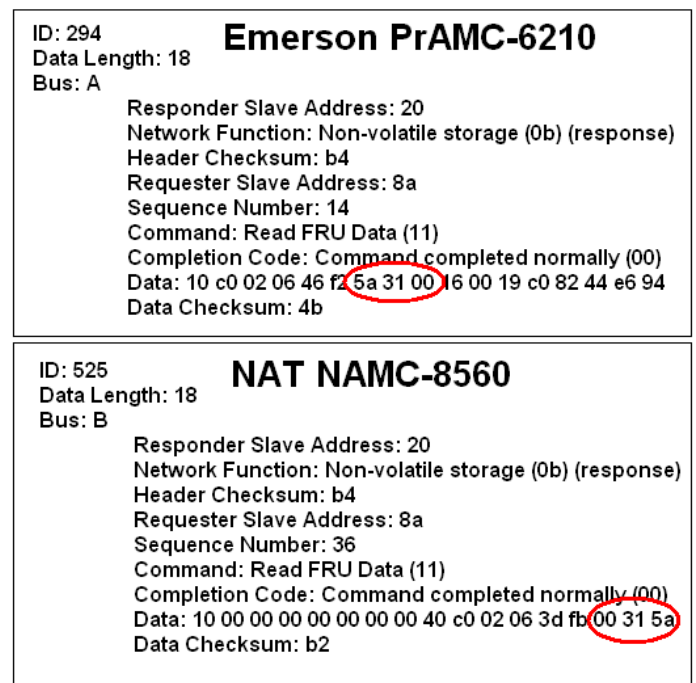 ID: 294
Emerson PrAMC-6210
Data Length: 18
Bus: A
Responder Slave Address: 20
Network Function: Non-volatile storage (0b) (response)
Header Checksum: b4
Requester Slave Address: 8a
Sequence Number: 14
Command: Read FRU Data (11)
Completion Code: Command completed normally (00)
Data: 10 c0 02 06 46 f2 5a 31 00 16 00 19 c0 82 44 e6 94
Data Checksum: 4b
ID: 525
NAT NAMC-8560
Data Length: 18
Bus: B
Responder Slave Address: 20
Network Function: Non-volatile storage (0b) (response)
Header Checksum: b4
Requester Slave Address: 8a
Sequence Number: 36
Command: Read FRU Data (11)
Completion Code: Command completed normally (00)
Data: 10 00 00 00 00 00 00 00 40 c0 02 06 3d fb 00 31 5a
Data Checksum: b2